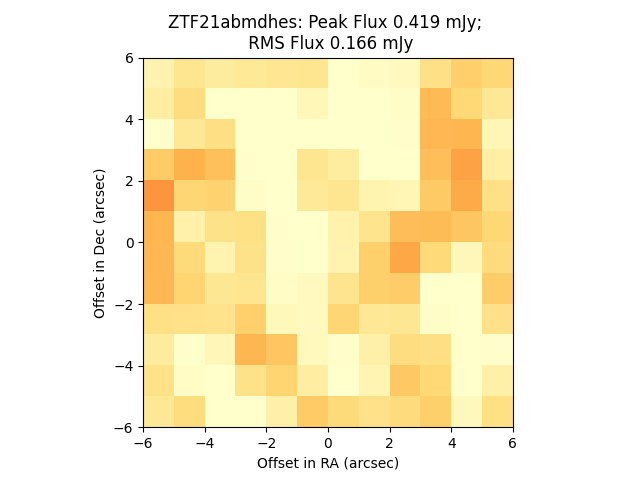 ZTF21abmdhes: Peak Flux 0.419 mJy;
RMS Flux 0.166 mJy
6
4
2
0
−2
−4
−6
Offset in Dec (arcsec)
−6 −4 −2 0 2 4 6
Offset in RA (arcsec)